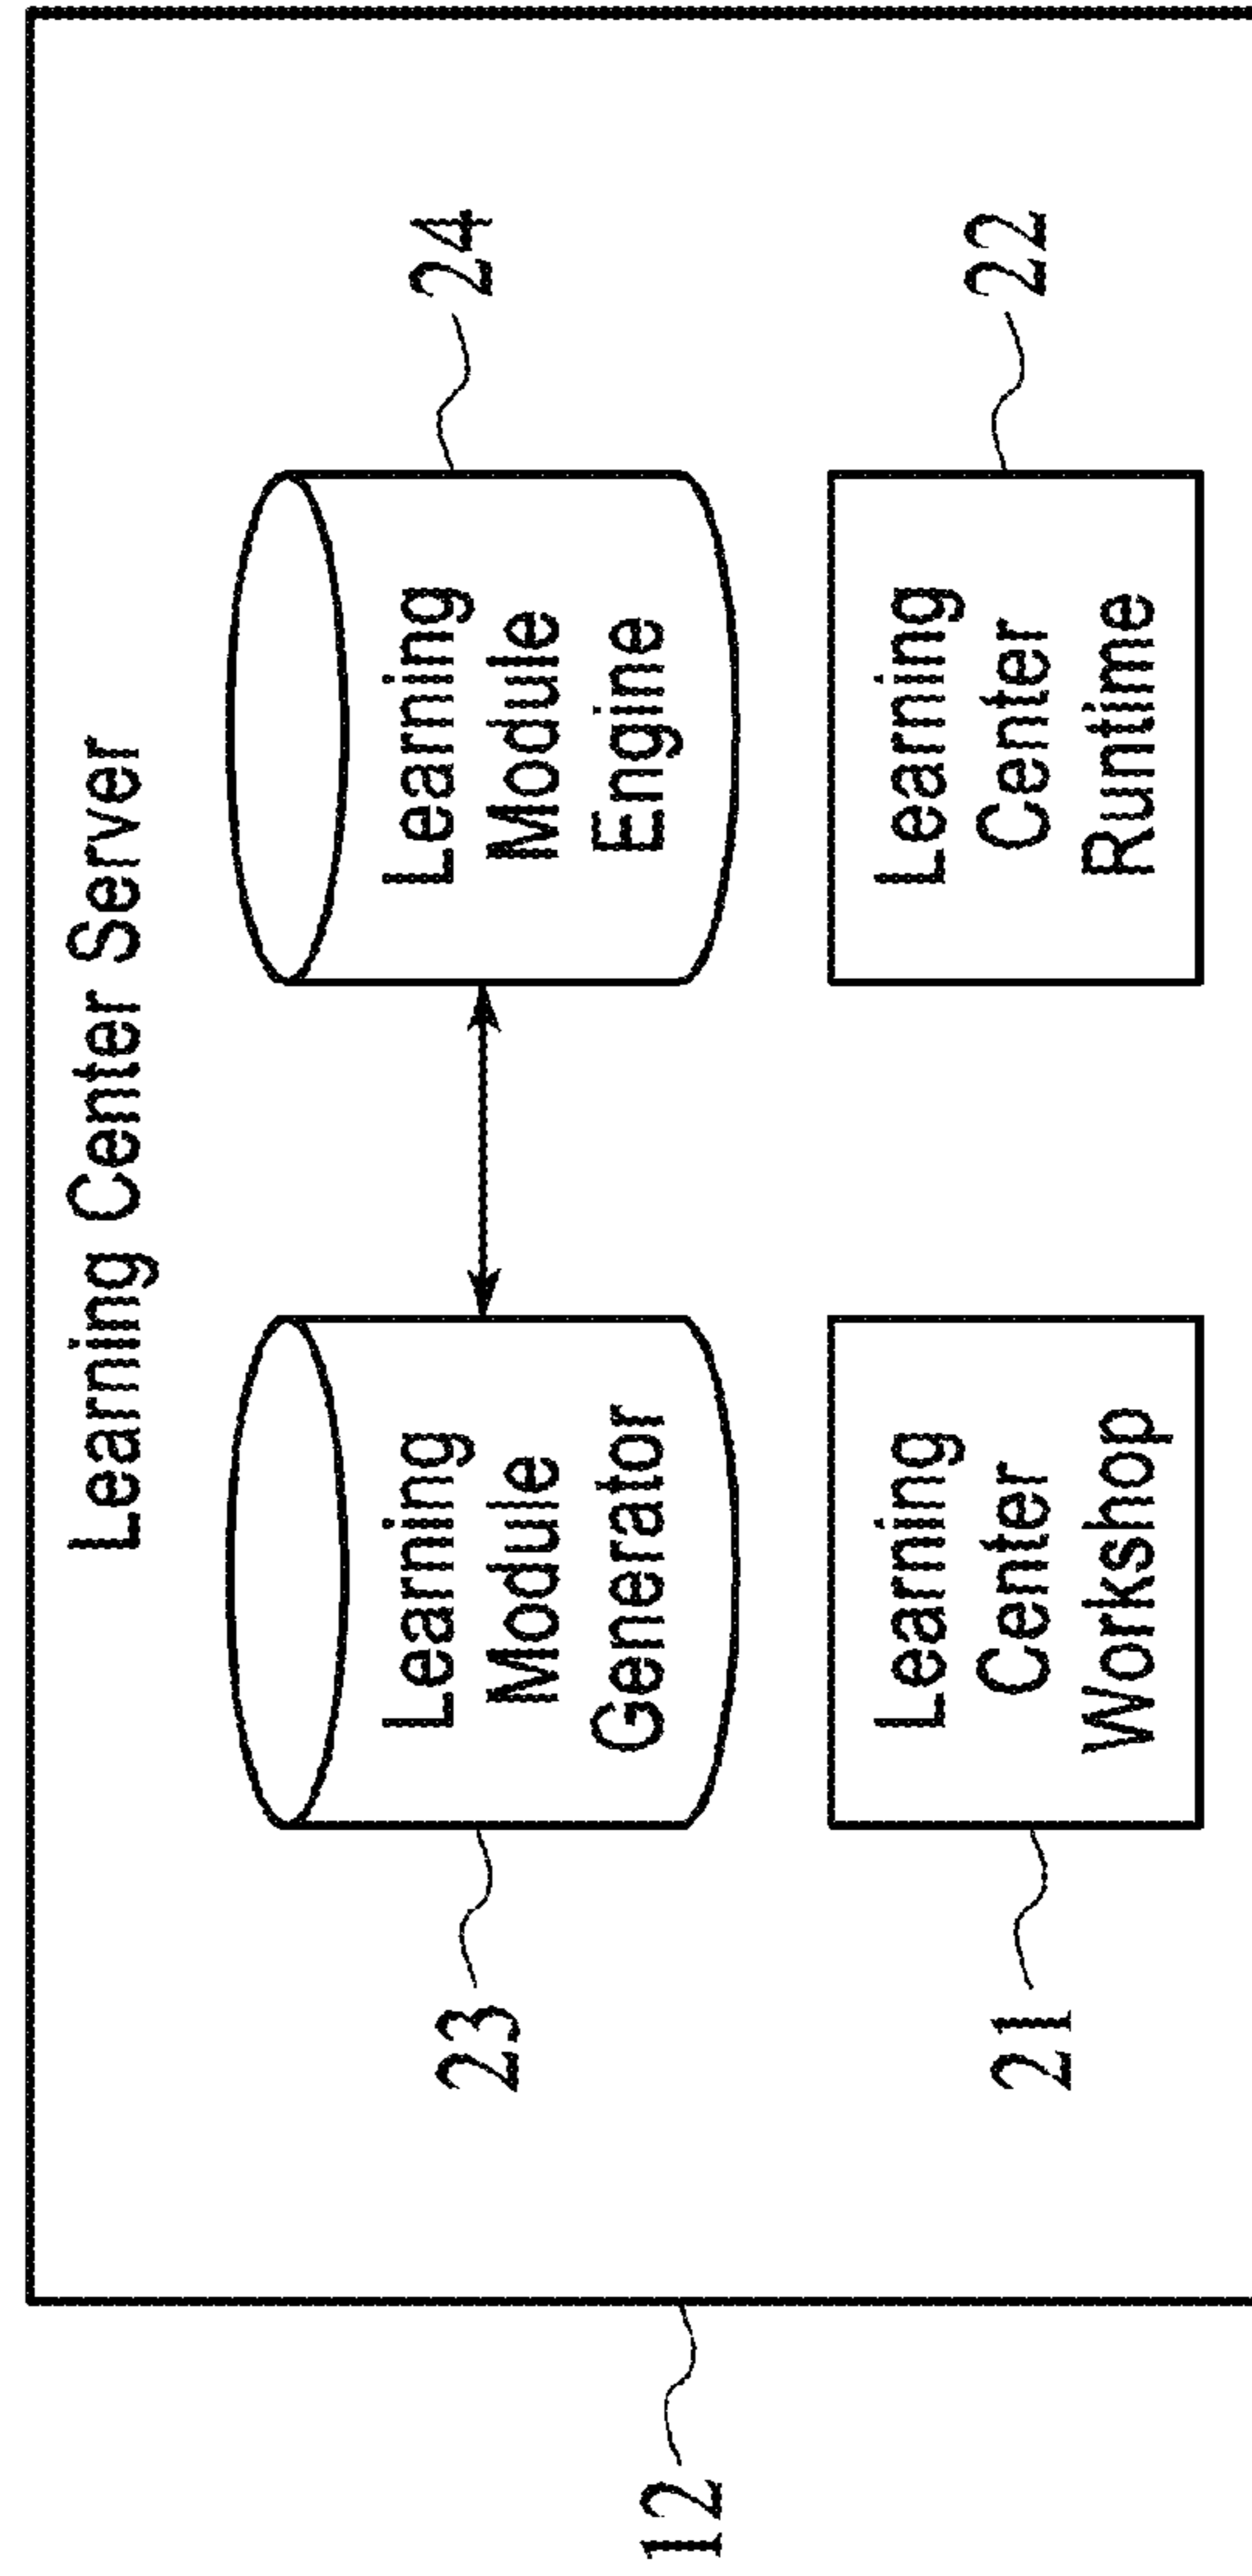 Learning Center Server
Learning
Module
Generator
23
Learning
Module
Engine
24
Learning
Center
Workshop
21
Learning
Center
Runtime
22
12